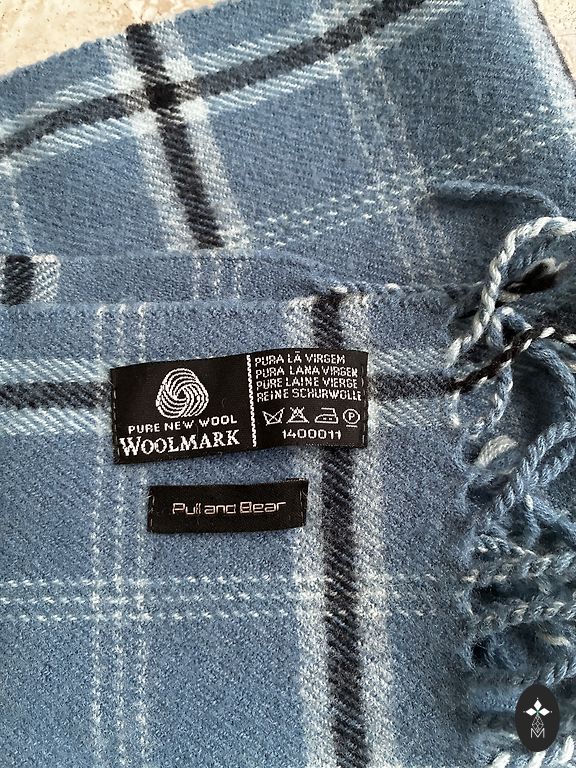 PURE NEW WOOL
WOOLMARK
PURA LÃ VIRGEM
PURA LANA VIRGEN
PURE LAINE VIERGE
REINE SCHURWOLLE
P
1400011
Pull and Bear
M